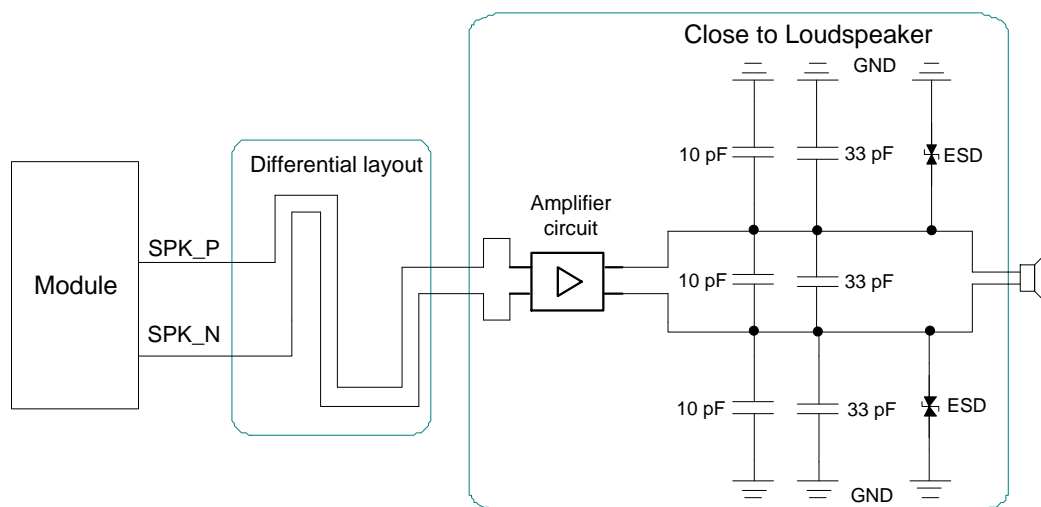 Close to Loudspeaker
GND
Differential layout
10 pF
33 pF
ESD
Amplifier
circuit
SPK_P
Module
10 pF
33 pF
SPK_N
10 pF
33 pF
ESD
GND